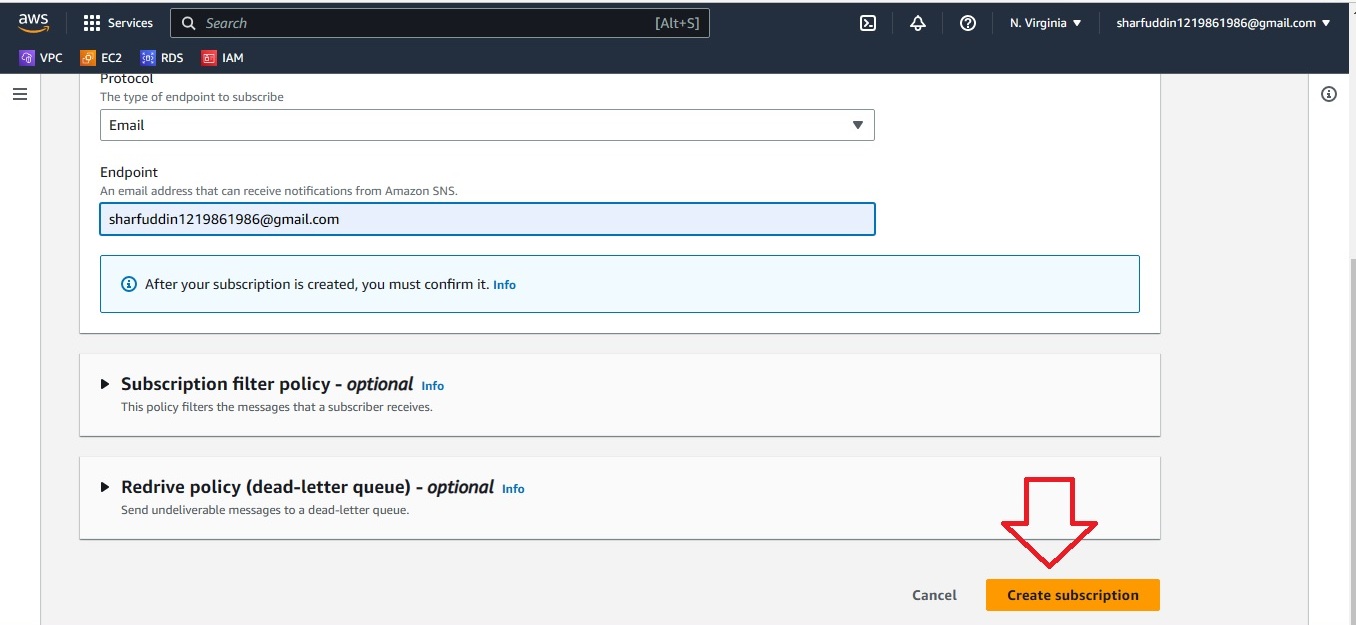 aws
Services
Search
[Alt+S]
N. Virginia
sharfuddin1219861986@gmail.com
VPC
EC2
RDS
IAM
Protocol
The type of endpoint to subscribe
Email
Endpoint
An email address that can receive notifications from Amazon SNS.
sharfuddin1219861986@gmail.com
After your subscription is created, you must confirm it. Info
Subscription filter policy - optional Info
This policy filters the messages that a subscriber receives.
Redrive policy (dead-letter queue) - optional Info
Send undeliverable messages to a dead-letter queue.
Cancel
Create subscription